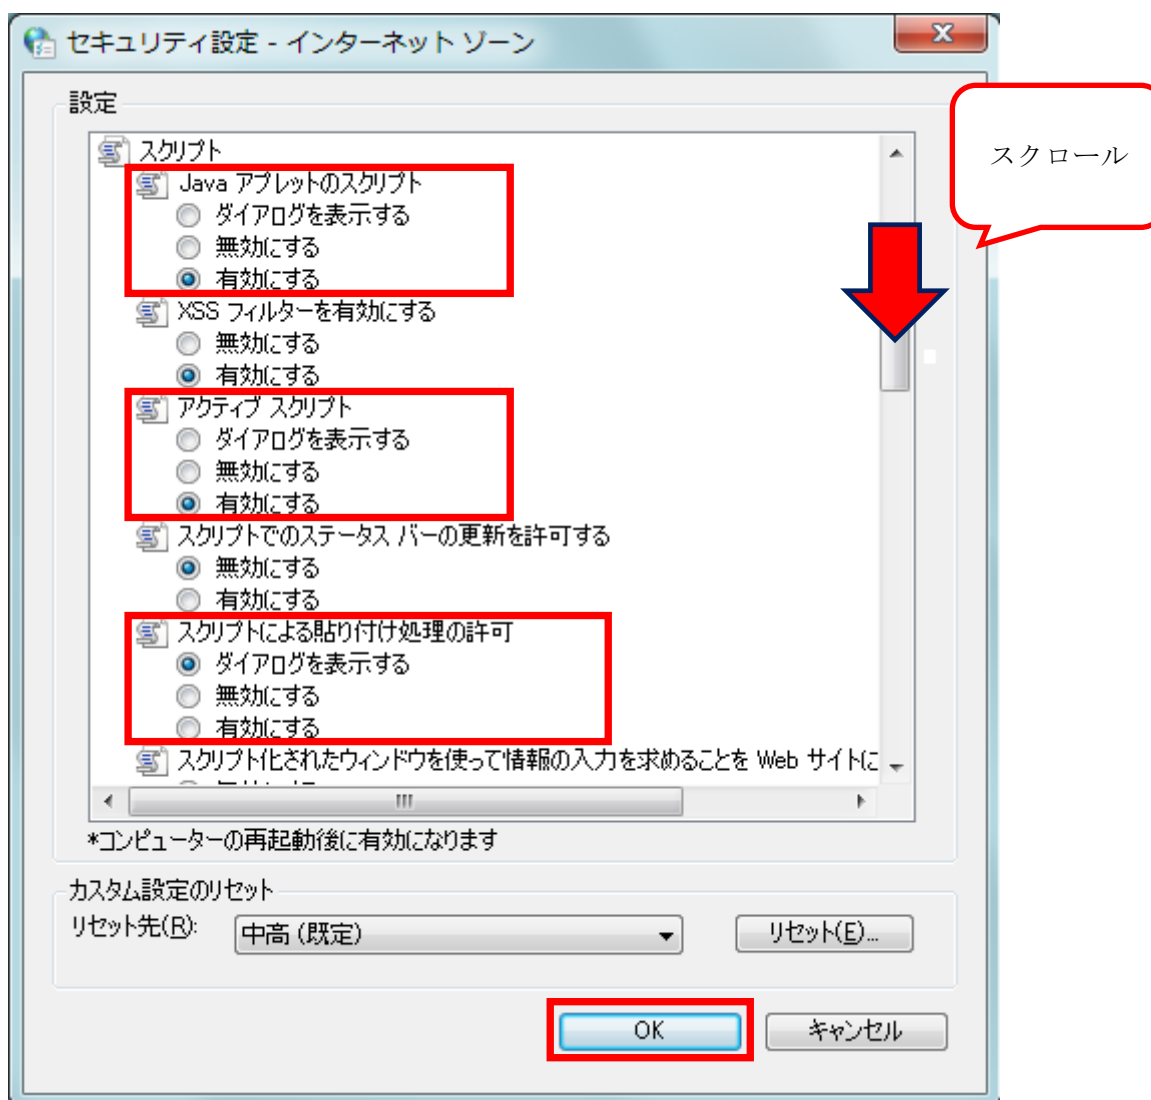 セキュリティ設定 - インターネット ゾーン
設定
スクロール
スクリプト
Java アプレットのスクリプト
ダイアログを表示する
無効にする
有効にする
XSS フィルターを有効にする
無効にする
有効にする
アクティブ スクリプト
ダイアログを表示する
無効にする
有効にする
スクリプトでのステータス バーの更新を許可する
無効にする
有効にする
スクリプトによる貼り付け処理の許可
ダイアログを表示する
無効にする
有効にする
スクリプト化されたウィンドウを使って情報の入力を求めることを Web サイトに
*コンピューターの再起動後に有効になります
カスタム設定のリセット
リセット先(R):
中高 (既定)
リセット(E)...
OK
キャンセル